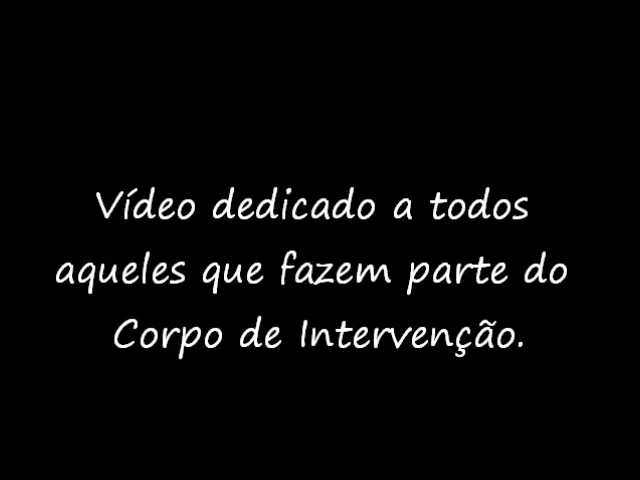 Vídeo dedicado a todos
aqueles que fazem parte do
Corpo de Intervenção.